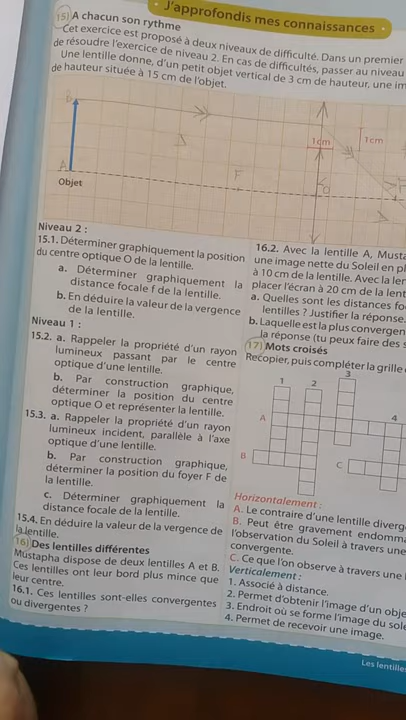 J'approfondis mes connaissances
15) A chacun son rythme
Cet exercice est proposé à deux niveaux de difficulté. Dans un premier
de résoudre l'exercice de niveau 2. En cas de difficultés, passer au niveau
Une lentille donne, d'un petit objet vertical de 3 cm de hauteur, une im
de hauteur située à 15 cm de l'objet.
B
1cm
1cm
Δ
A
F
O
F
Objet
Niveau 2 :
15.1. Déterminer graphiquement la position
du centre optique O de la lentille.
a. Déterminer graphiquement la
distance focale f de la lentille.
b. En déduire la valeur de la vergence
de la lentille.
Niveau 1 :
15.2. a. Rappeler la propriété d'un rayon
lumineux passant par le centre
optique d'une lentille.
b. Par construction graphique,
déterminer la position du centre
optique O et représenter la lentille.
15.3. a. Rappeler la propriété d'un rayon
lumineux incident, parallèle à l'axe
optique d'une lentille.
b. Par construction graphique,
déterminer la position du foyer F de
la lentille.
c. Déterminer graphiquement la
distance focale de la lentille.
15.4. En déduire la valeur de la vergence de
la lentille.
16) Des lentilles différentes
Mustapha dispose de deux lentilles A et B.
Ces lentilles ont leur bord plus mince que
leur centre.
16.1. Ces lentilles sont-elles convergentes
ou divergentes ?
16.2. Avec la lentille A, Musta
une image nette du Soleil en pl
à 10 cm de la lentille. Avec la len
placer l'écran à 20 cm de la lent
a. Quelles sont les distances fo
lentilles ? Justifier la réponse.
b. Laquelle est la plus convergen
la réponse (tu peux faire des s
17) Mots croisés
Recopier, puis compléter la grille
1
2
3
4
A
B
C
Horizontalement :
A. Le contraire d'une lentille diverg
B. Peut être gravement endomma
l'observation du Soleil à travers une
convergente.
C. Ce que l'on observe à travers une
Verticalement :
1. Associé à distance.
2. Permet d'obtenir l'image d'un obje
3. Endroit où se forme l'image du sole
4. Permet de recevoir une image.
Les lentilles